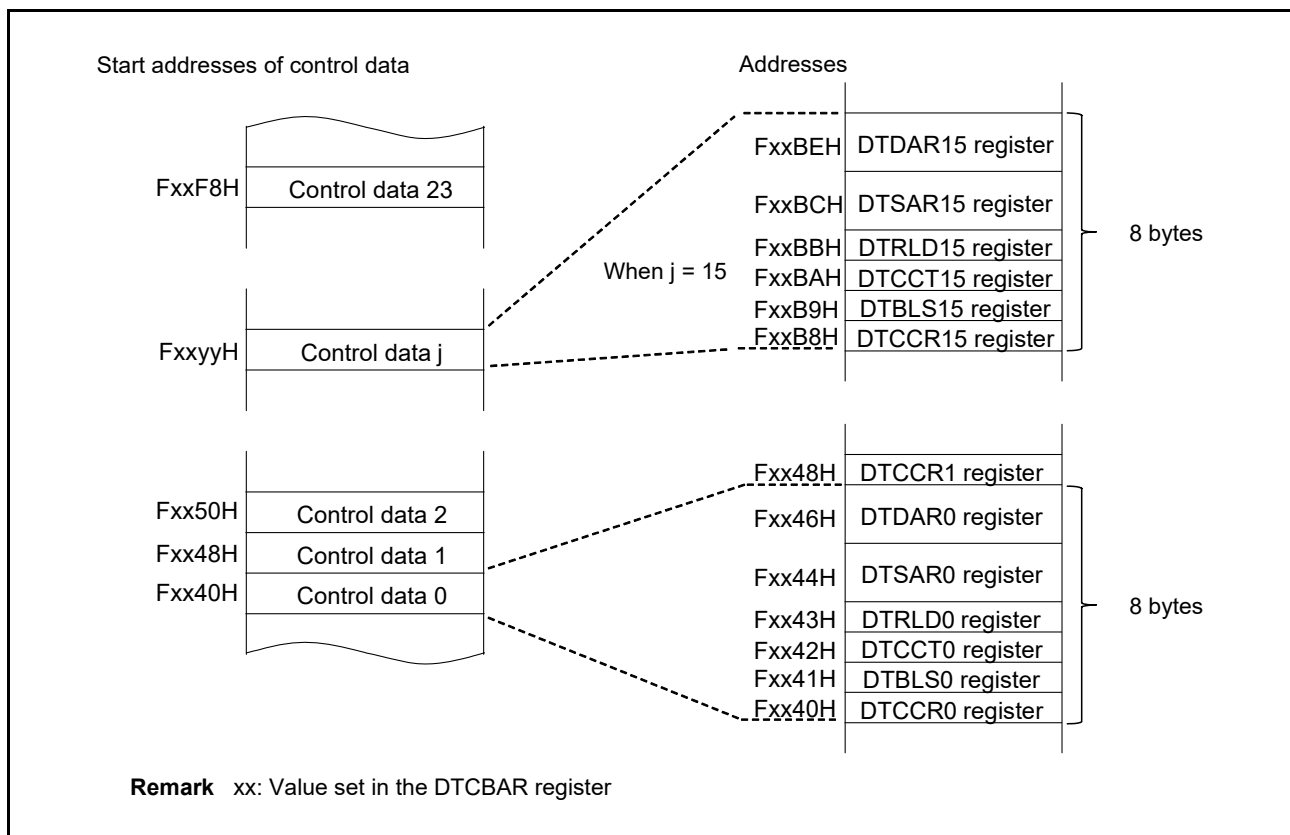 Start addresses of control data
FxxF8H Control data 23
FxxyyH Control data j
Fxx50H Control data 2
Fxx48H Control data 1
Fxx40H Control data 0
When j = 15
Addresses
FxxBEH DTDAR15 register
FxxBCH DTSAR15 register
FxxBBH DTRLD15 register
FxxBAH DTCCT15 register
FxxB9H DTBLS15 register
FxxB8H DTCCR15 register
8 bytes
Fxx48H DTCCR1 register
Fxx46H DTDAR0 register
Fxx44H DTSAR0 register
Fxx43H DTRLD0 register
Fxx42H DTCCT0 register
Fxx41H DTBLS0 register
Fxx40H DTCCR0 register
8 bytes
Remark xx: Value set in the DTCBAR register